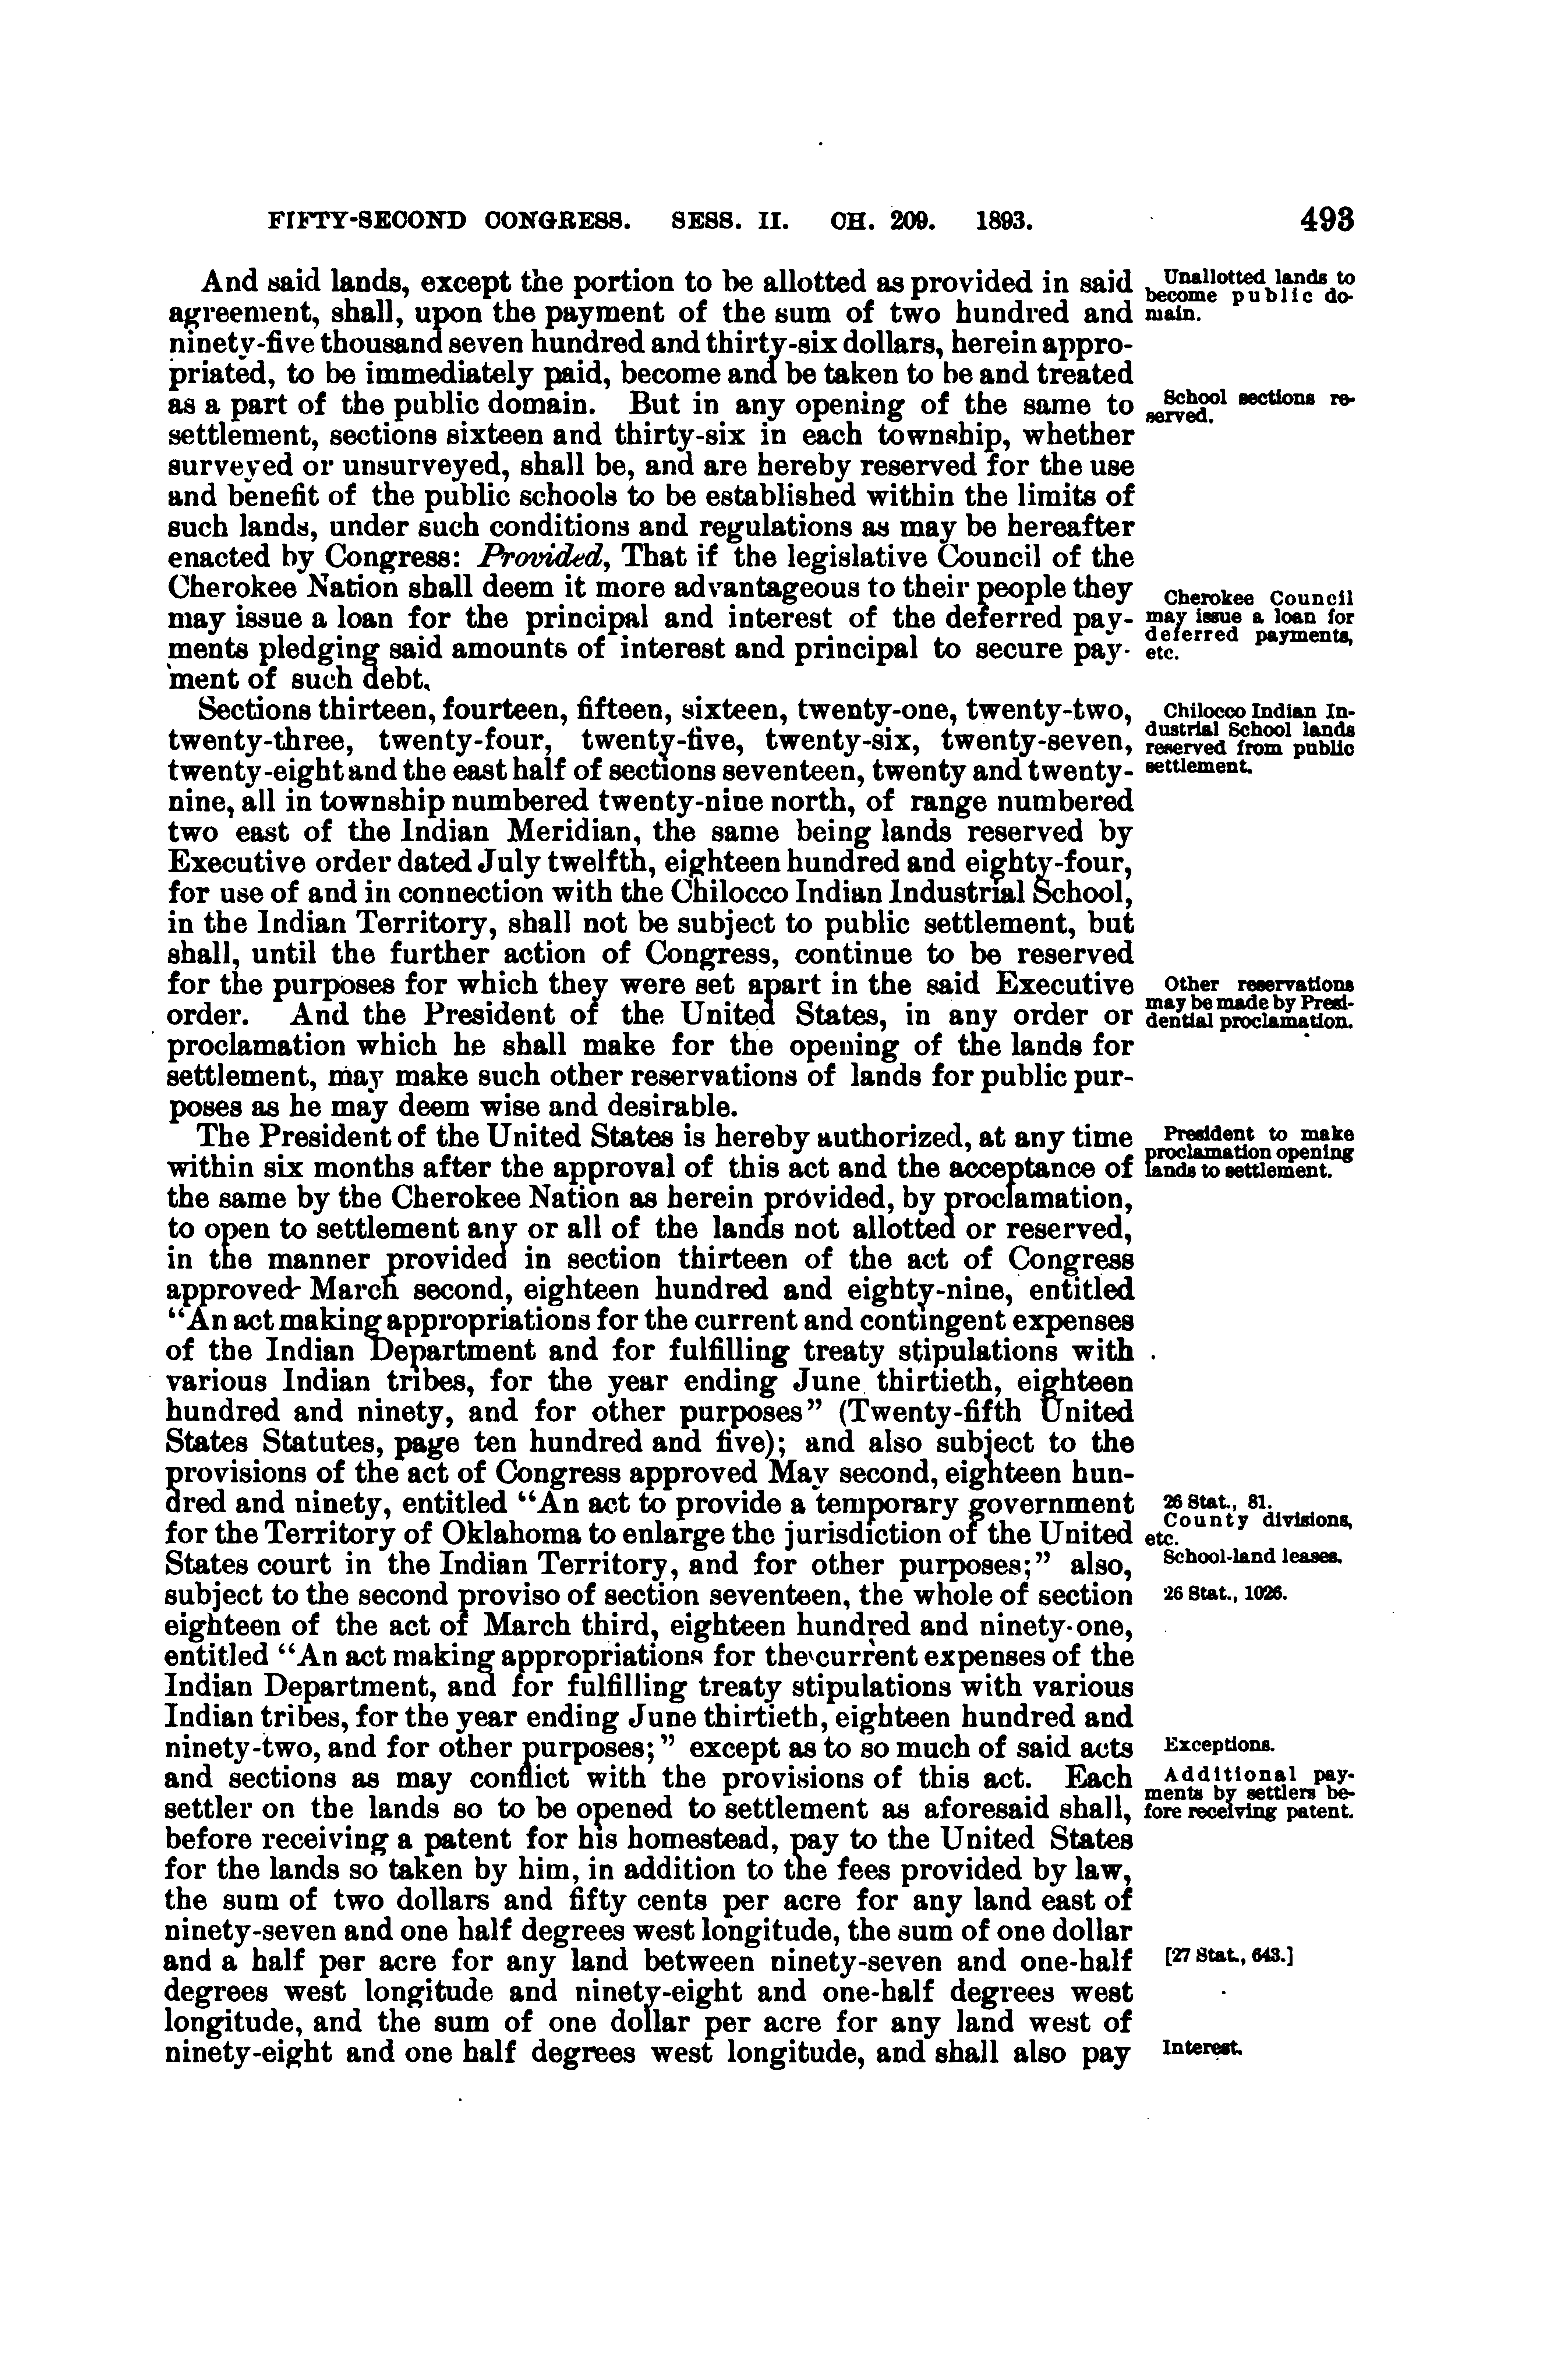 FIFTY-SECOND CONGRESS. SESS. II. CH. 209. 1893. 493
And said lands, except the portion to be allotted as provided in said
agreement, shall, upon the payment of the sum of two hundred and
ninety-five thousand seven hundred and thirty-six dollars, herein appro-
priated, to be immediately paid, become and be taken to be and treated
as a part of the public domain. But in any opening of the same to
settlement, sections sixteen and thirty-six in each township, whether
surveyed or unsurveyed, shall be, and are hereby reserved for the use
and benefit of the public schools to be established within the limits of
such lands, under such conditions and regulations as may be hereafter
enacted by Congress: Provided, That if the legislative Council of the
Cherokee Nation shall deem it more advantageous to their people they
may issue a loan for the principal and interest of the deferred pay-
ments pledging said amounts of interest and principal to secure pay-
ment of such debt.
Sections thirteen, fourteen, fifteen, sixteen, twenty-one, twenty-two,
twenty-three, twenty-four, twenty-five, twenty-six, twenty-seven,
twenty-eight and the east half of sections seventeen, twenty and twenty-
nine, all in township numbered twenty-nine north, of range numbered
two east of the Indian Meridian, the same being lands reserved by
Executive order dated July twelfth, eighteen hundred and eighty-four,
for use of and in connection with the Chilocco Indian Industrial School,
in the Indian Territory, shall not be subject to public settlement, but
shall, until the further action of Congress, continue to be reserved
for the purposes for which they were set apart in the said Executive
order. And the President of the United States, in any order or
proclamation which he shall make for the opening of the lands for
settlement, may make such other reservations of lands for public pur-
poses as he may deem wise and desirable.
The President of the United States is hereby authorized, at any time
within six months after the approval of this act and the acceptance of
the same by the Cherokee Nation as herein provided, by proclamation,
to open to settlement any or all of the lands not allotted or reserved,
in the manner provided in section thirteen of the act of Congress
approved March second, eighteen hundred and eighty-nine, entitled
“An act making appropriations for the current and contingent expenses
of the Indian Department and for fulfilling treaty stipulations with
various Indian tribes, for the year ending June thirtieth, eighteen
hundred and ninety, and for other purposes” (Twenty-fifth United
States Statutes, page ten hundred and five); and also subject to the
provisions of the act of Congress approved May second, eighteen hun-
dred and ninety, entitled “An act to provide a temporary government
for the Territory of Oklahoma to enlarge the jurisdiction of the United
States court in the Indian Territory, and for other purposes;” also,
subject to the second proviso of section seventeen, the whole of section
eighteen of the act of March third, eighteen hundred and ninety-one,
entitled “An act making appropriations for the current expenses of the
Indian Department, and for fulfilling treaty stipulations with various
Indian tribes, for the year ending June thirtieth, eighteen hundred and
ninety-two, and for other purposes;” except as to so much of said acts
and sections as may conflict with the provisions of this act. Each
settler on the lands so to be opened to settlement as aforesaid shall,
before receiving a patent for his homestead, pay to the United States
for the lands so taken by him, in addition to the fees provided by law,
the sum of two dollars and fifty cents per acre for any land east of
ninety-seven and one half degrees west longitude, the sum of one dollar
and a half per acre for any land between ninety-seven and one-half
degrees west longitude and ninety-eight and one-half degrees west
longitude, and the sum of one dollar per acre for any land west of
ninety-eight and one half degrees west longitude, and shall also pay
Unallotted lands to
become public do-
main.
School sections re-
served.
Cherokee Council
may issue a loan for
deferred payments,
etc.
Chilocco Indian In-
dustrial School lands
reserved from public
settlement.
Other reservations
may be made by Presi-
dential proclamation.
President to make
proclamation opening
lands to settlement.
26 Stat., 81.
County divisions,
etc.
School-land leases.
26 Stat., 1026.
Exceptions.
Additional pay-
ments by settlers be-
fore receiving patent.
[27 Stat., 643.]
Interest.